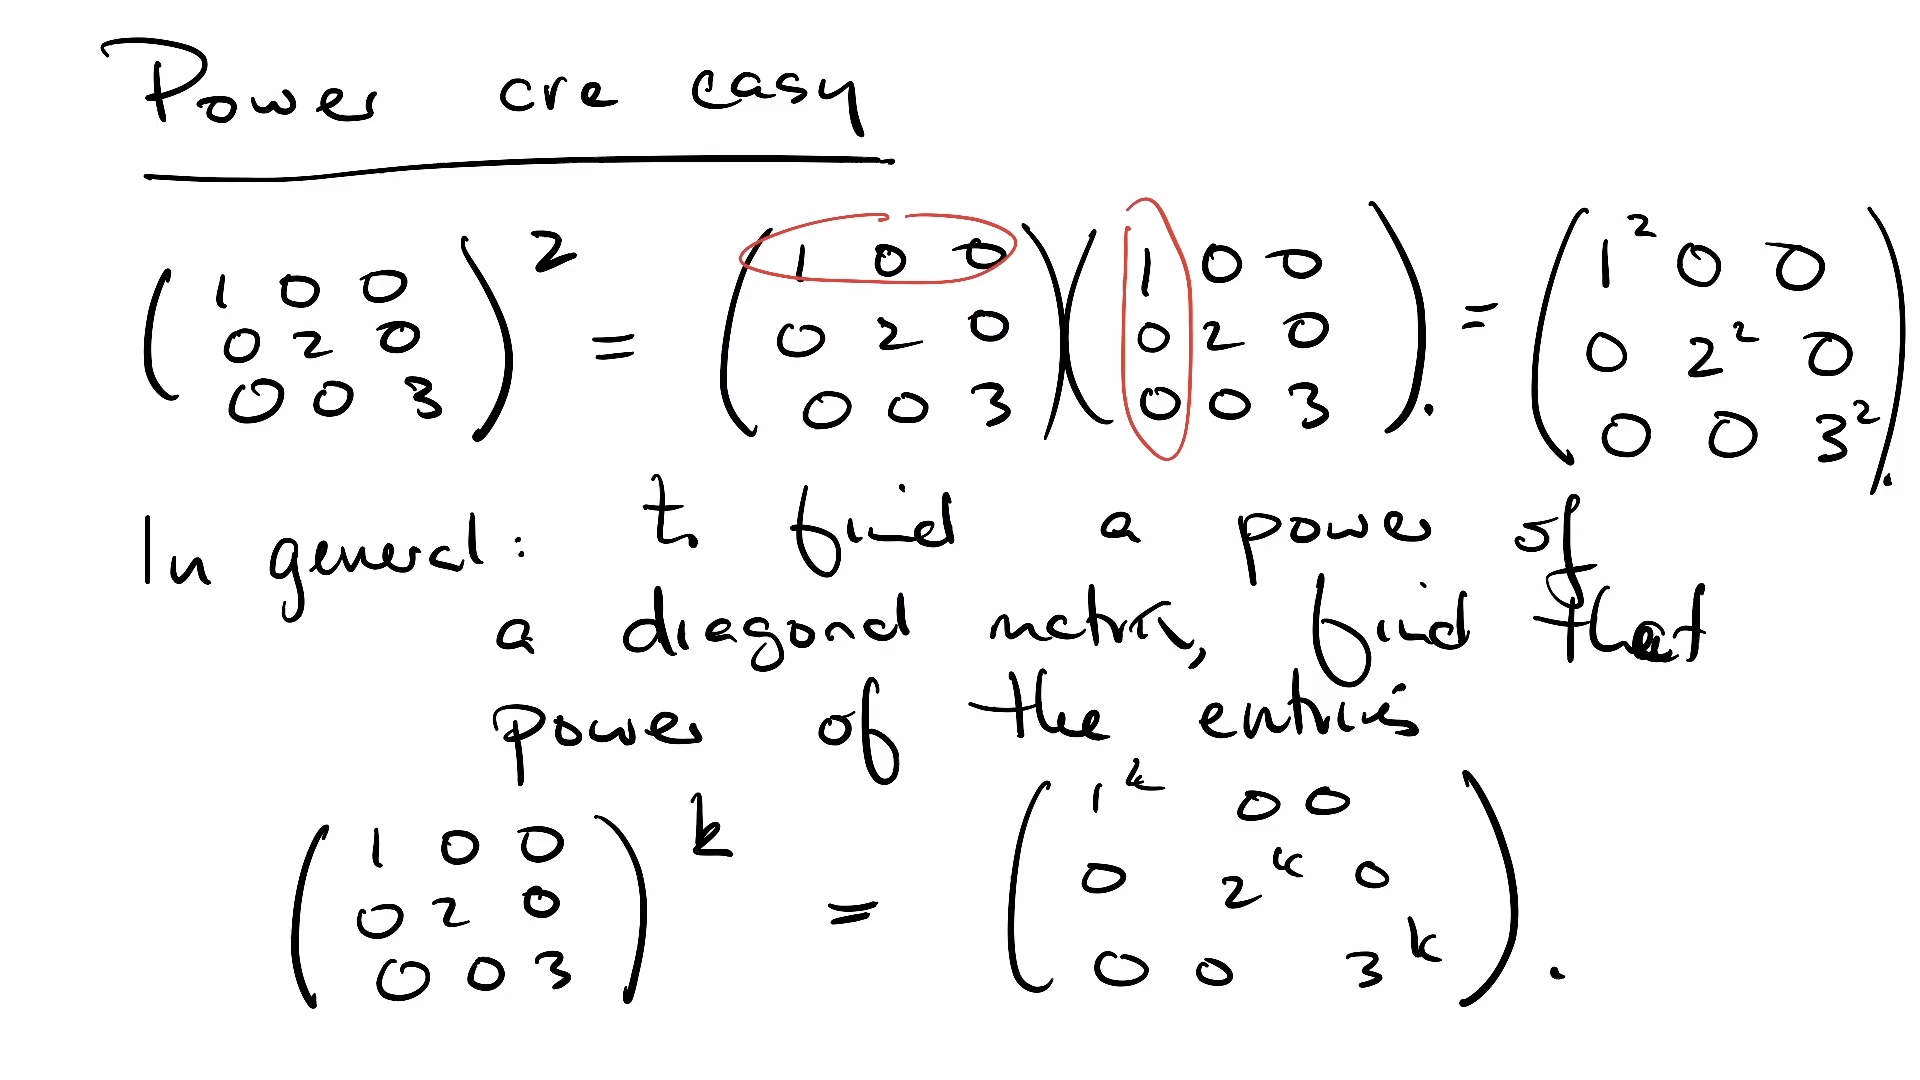 Power are easy
( 1 0 0 ; 0 2 0 ; 0 0 3 )^2 = ( 1 0 0 ; 0 2 0 ; 0 0 3 )( 1 0 0 ; 0 2 0 ; 0 0 3 ). = ( 1^2 0 0 ; 0 2^2 0 ; 0 0 3^2 ).
In general: to find a power of
a diagonal matrix, find that
power of the entries
( 1 0 0 ; 0 2 0 ; 0 0 3 )^k = ( 1^k 0 0 ; 0 2^k 0 ; 0 0 3^k ).